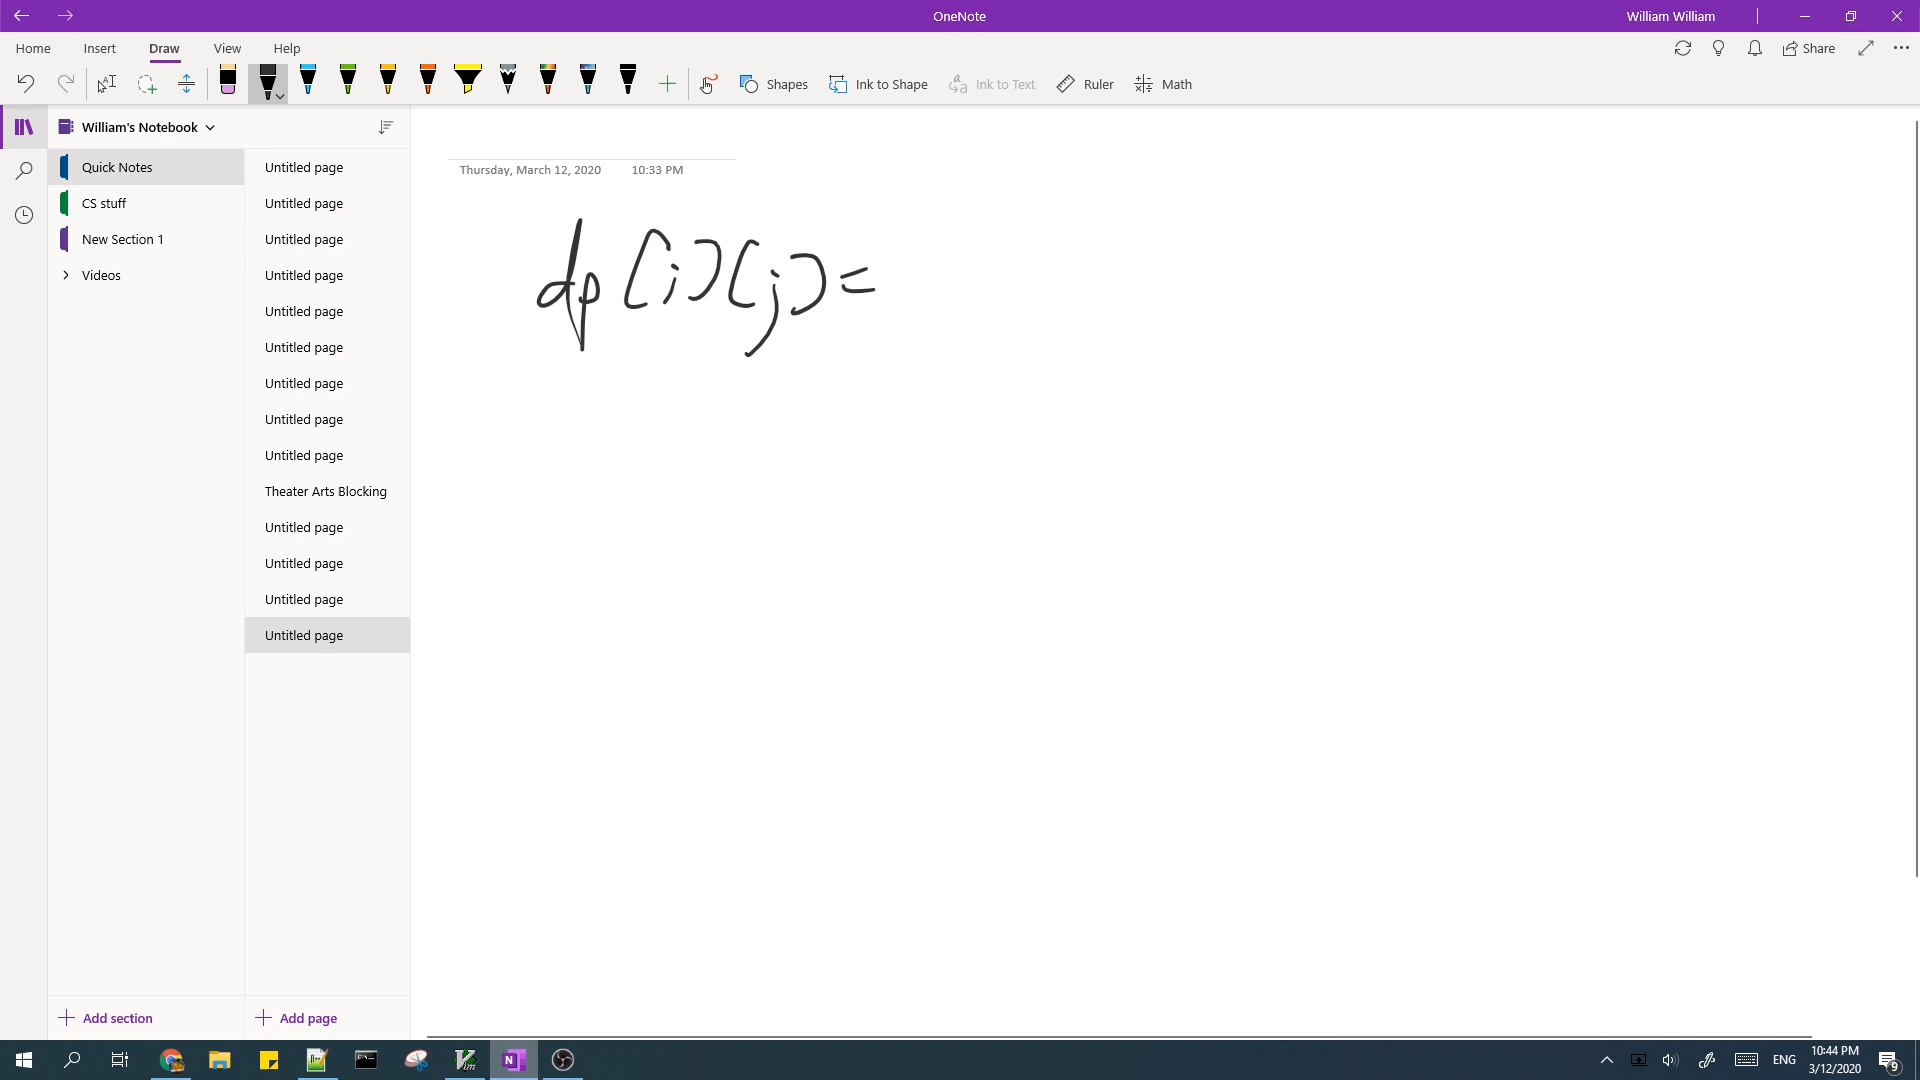 OneNote
William William
Home Insert Draw View Help
Share
Shapes Ink to Shape Ink to Text Ruler Math
William's Notebook
Quick Notes
CS stuff
New Section 1
Videos
Untitled page
Untitled page
Untitled page
Untitled page
Untitled page
Untitled page
Untitled page
Untitled page
Untitled page
Theater Arts Blocking
Untitled page
Untitled page
Untitled page
Untitled page
Thursday, March 12, 2020 10:33 PM
dp[i][j]=
Add section
Add page
ENG
10:44 PM
3/12/2020
9